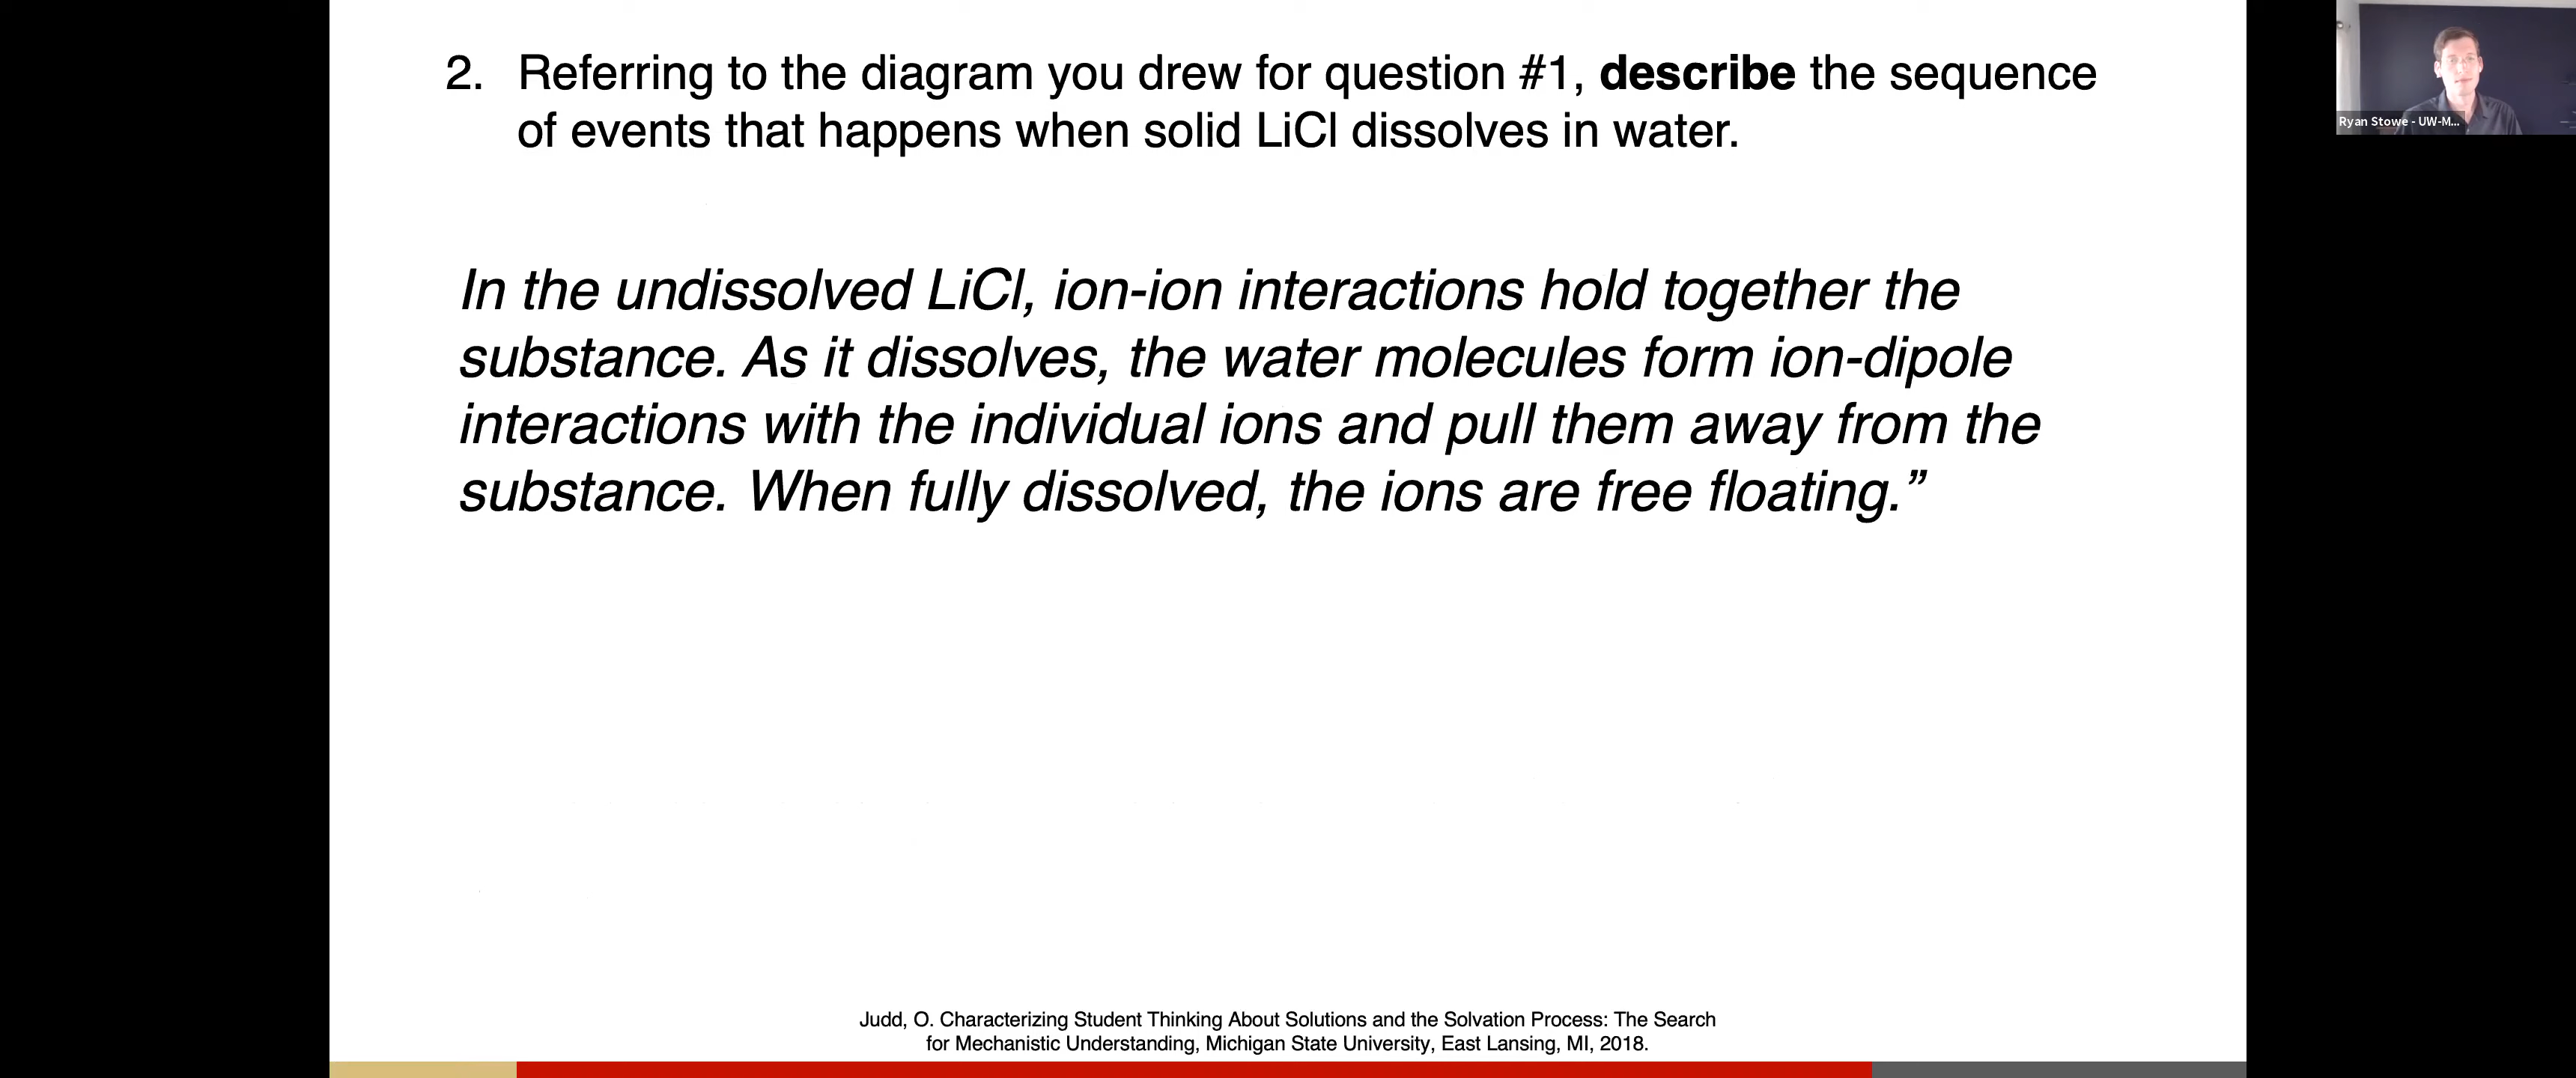 2. Referring to the diagram you drew for question #1, describe the sequence
of events that happens when solid LiCl dissolves in water.
Ryan Stowe - UW-M...
In the undissolved LiCl, ion-ion interactions hold together the
substance. As it dissolves, the water molecules form ion-dipole
interactions with the individual ions and pull them away from the
substance. When fully dissolved, the ions are free floating.”
Judd, O. Characterizing Student Thinking About Solutions and the Solvation Process: The Search
for Mechanistic Understanding, Michigan State University, East Lansing, MI, 2018.